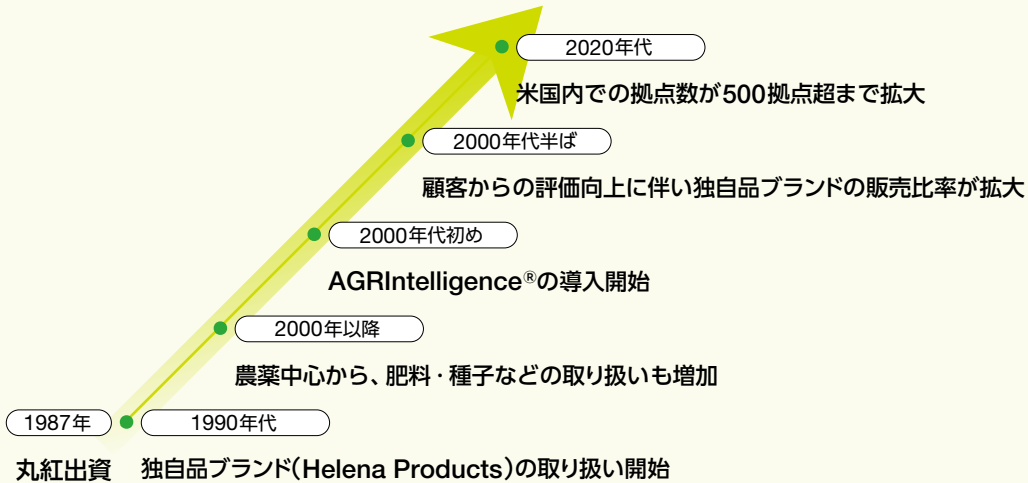 2020年代
米国内での拠点数が500拠点超まで拡大
2000年代半ば
顧客からの評価向上に伴い独自品ブランドの販売比率が拡大
2000年代初め
AGRIntelligence®の導入開始
2000年以降
農薬中心から、肥料・種子などの取り扱いも増加
1987年
丸紅出資
1990年代
独自品ブランド(Helena Products)の取り扱い開始